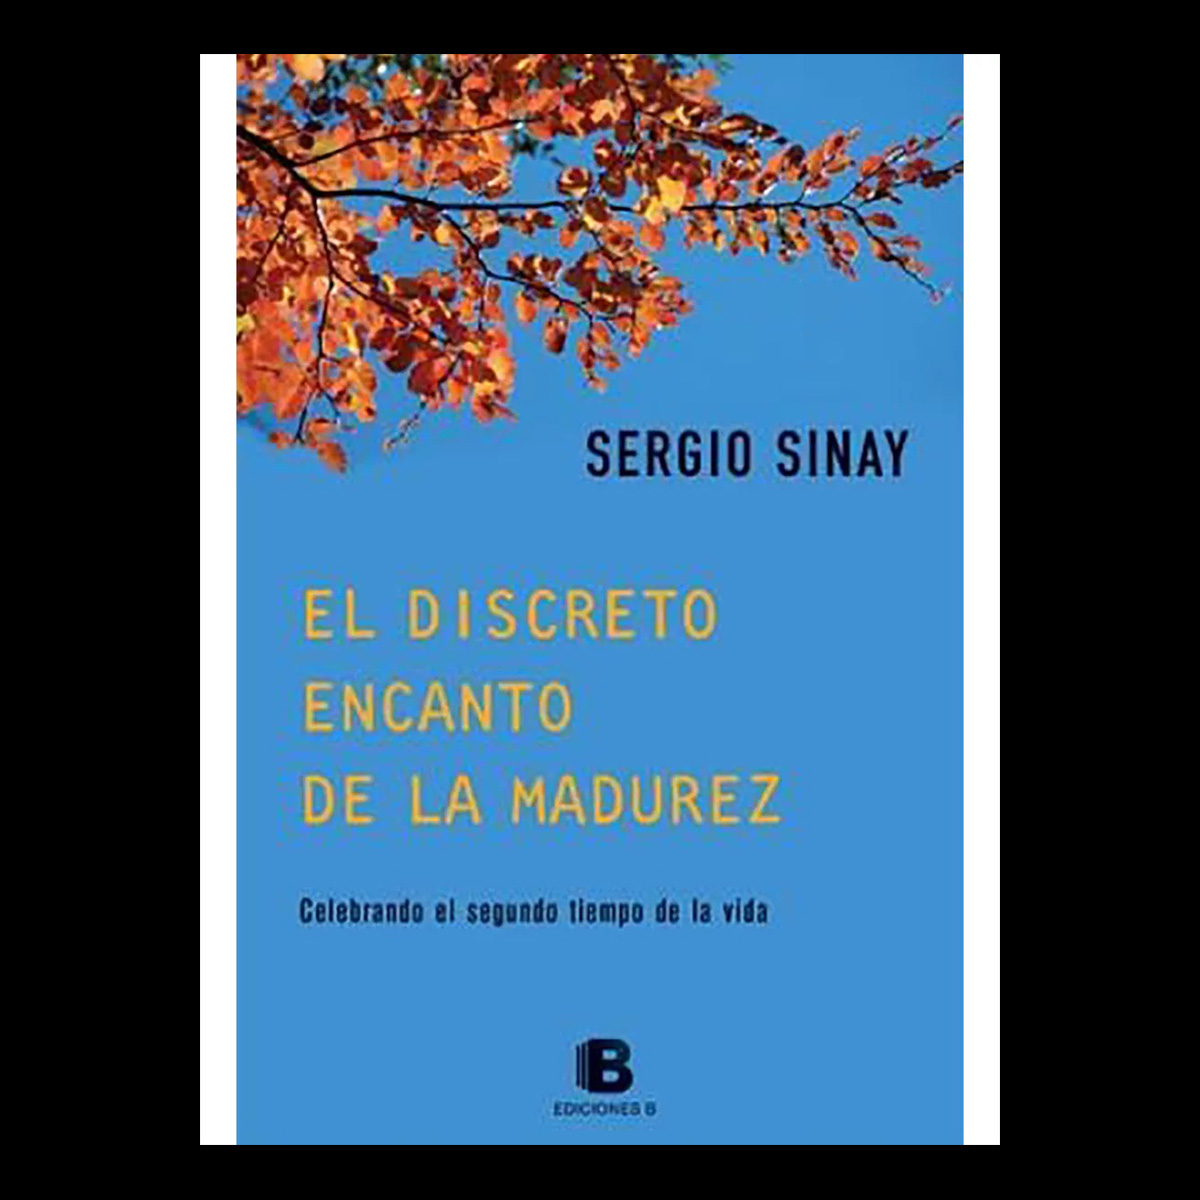 SERGIO SINAY
EL DISCRETO
ENCANTO
DE LA MADUREZ
Celebrando el segundo tiempo de la vida
B
EDICIONES B